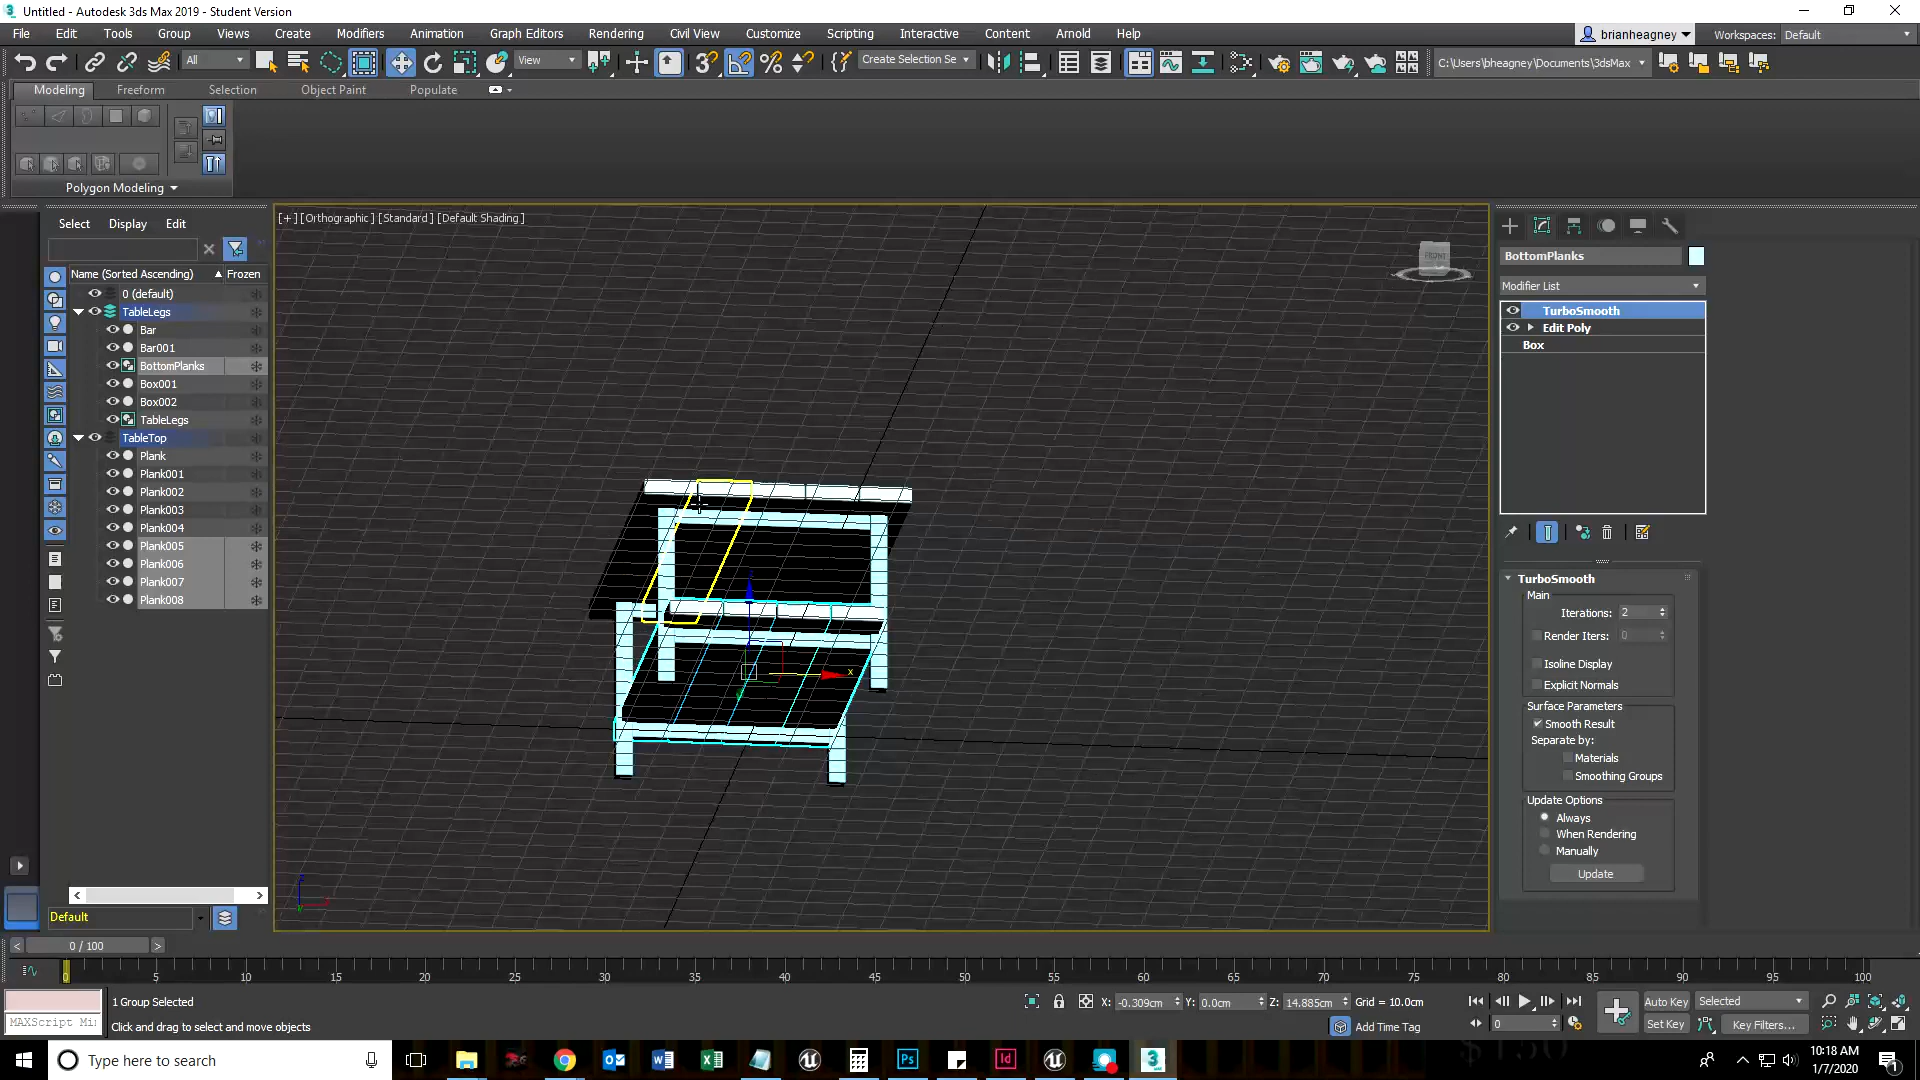 Untitled - Autodesk 3ds Max 2019 - Student Version
File Edit Tools Group Views Create Modifiers Animation Graph Editors Rendering Civil View Customize Scripting Interactive Content Arnold Help
brianheagney Workspaces: Default
All View Create Selection Se C:\Users\bheagney\Documents\3dsMax
Modeling Freeform Selection Object Paint Populate
Polygon Modeling
Select Display Edit
[+] [Orthographic] [Standard] [Default Shading]
Name (Sorted Ascending) Frozen
0 (default)
TableLegs
Bar
Bar001
BottomPlanks
Box001
Box002
TableLegs
TableTop
Plank
Plank001
Plank002
Plank003
Plank004
Plank005
Plank006
Plank007
Plank008
Default
FRONT
x
BottomPlanks
Modifier List
TurboSmooth
Edit Poly
Box
TurboSmooth
Main
Iterations: 2
Render Iters: 0
Isoline Display
Explicit Normals
Surface Parameters
Smooth Result
Separate by:
Materials
Smoothing Groups
Update Options
Always
When Rendering
Manually
Update
0 / 100
0 5 10 15 20 25 30 35 40 45 50 55 60 65 70 75 80 85 90 95 100
1 Group Selected
X: -0.309cm Y: 0.0cm Z: 14.885cm Grid = 10.0cm
Auto Key Selected
MAXScript Mi
Click and drag to select and move objects
Add Time Tag
0
Set Key Key Filters...
Type here to search
10:18 AM
1/7/2020